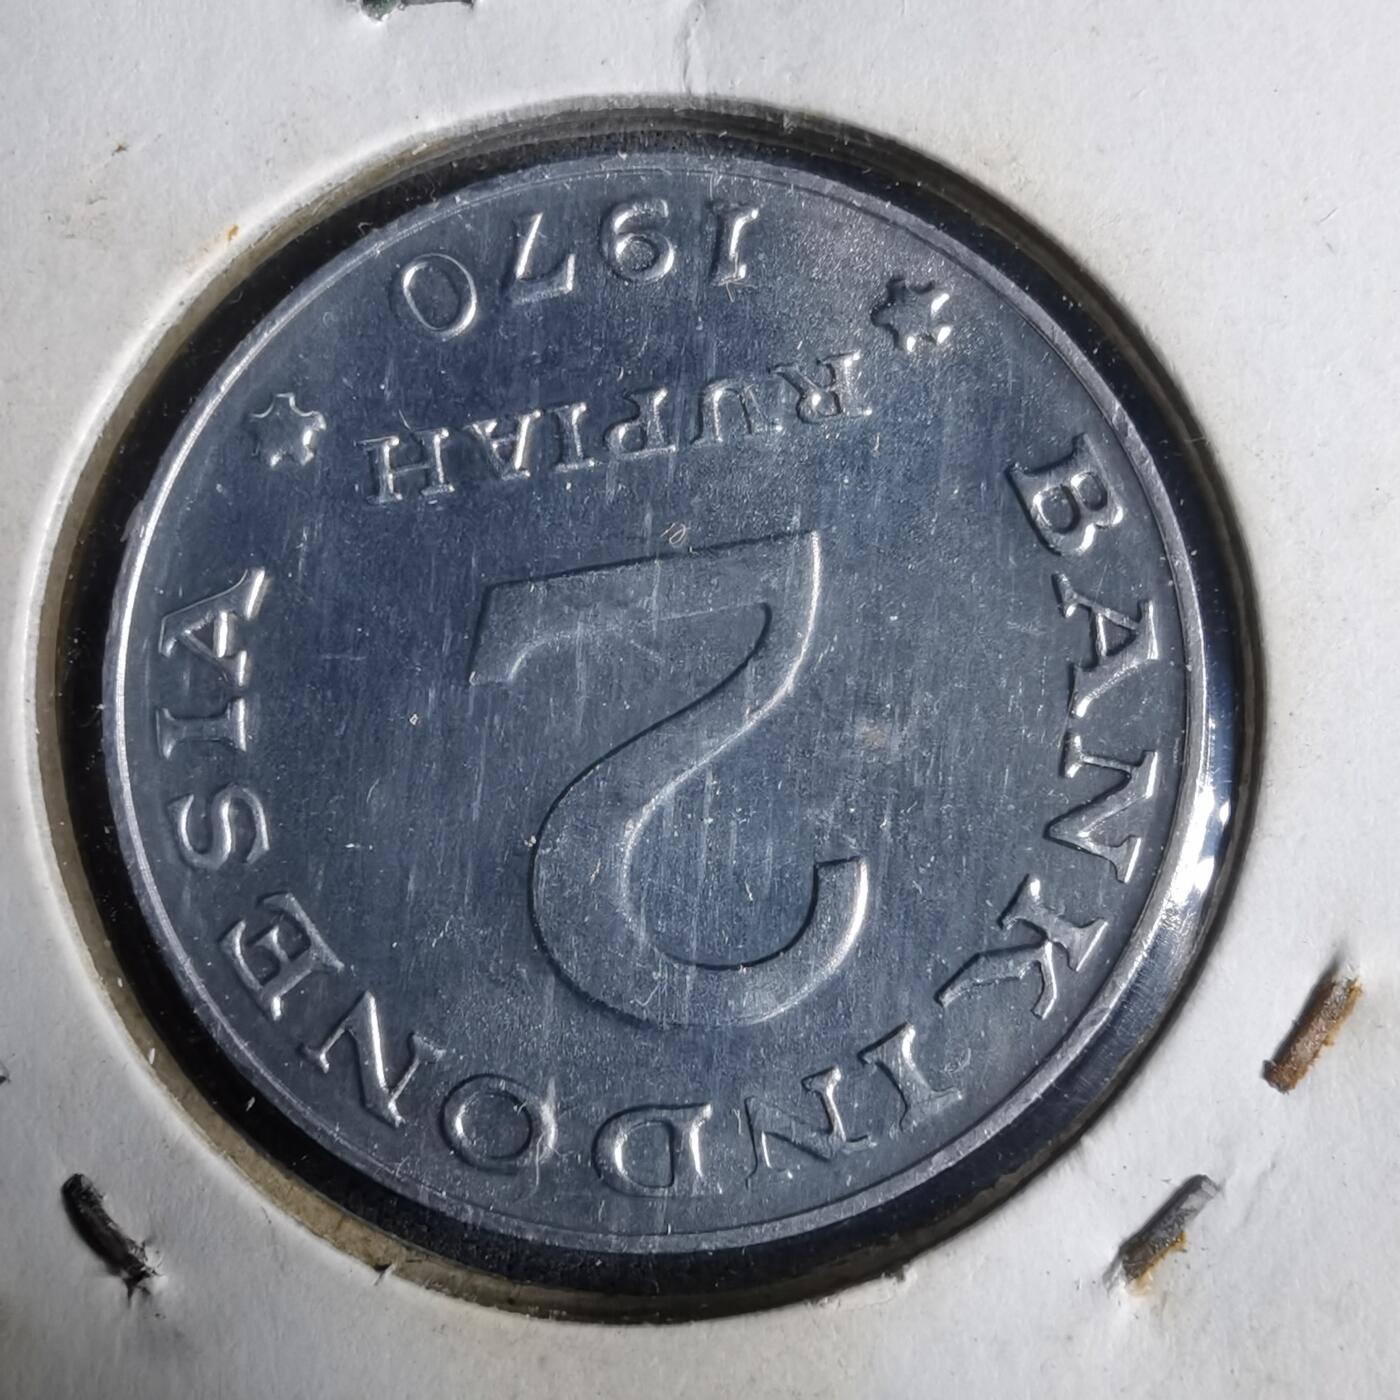 BANK INDONESIA
2
RUPIAH
1970